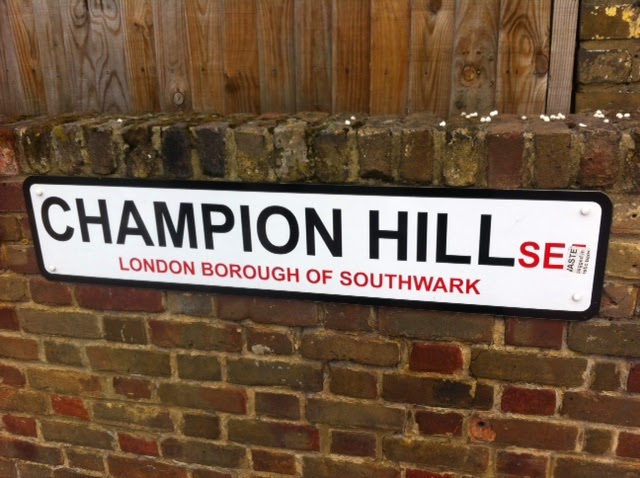 CHAMPION HILL SE
LONDON BOROUGH OF SOUTHWARK